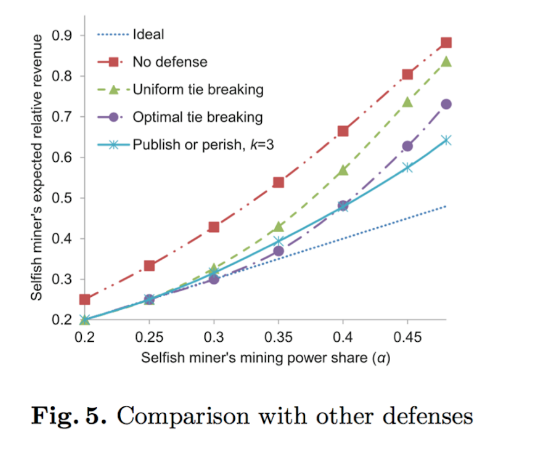 Selfish miner's expected relative revenue
0.9
0.8
0.7
0.6
0.5
0.4
0.3
0.2
Ideal
No defense
Uniform tie breaking
Optimal tie breaking
Publish or perish, k=3
0.2 0.25 0.3 0.35 0.4 0.45
Selfish miner's mining power share (α)
Fig. 5. Comparison with other defenses